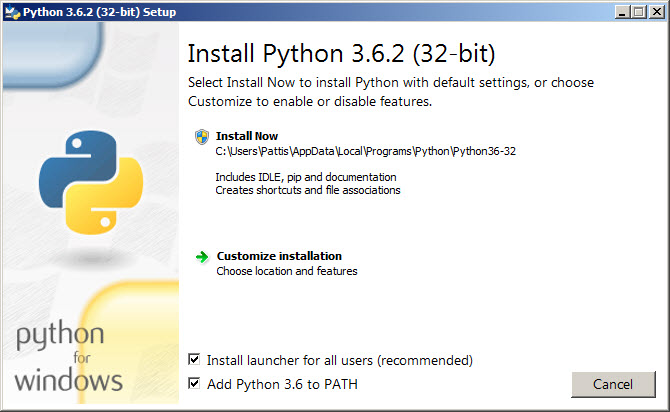 Python 3.6.2 (32-bit) Setup
Install Python 3.6.2 (32-bit)
Select Install Now to install Python with default settings, or choose
Customize to enable or disable features.
Install Now
C:\Users\Pattis\AppData\Local\Programs\Python\Python36-32
Includes IDLE, pip and documentation
Creates shortcuts and file associations
Customize installation
Choose location and features
python
for
windows
Install launcher for all users (recommended)
Add Python 3.6 to PATH
Cancel